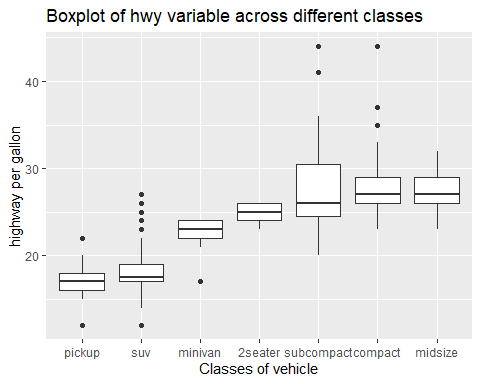 Boxplot of hwy variable across different classes
highway per gallon
40
30
20
pickup suv minivan 2seater subcompact compact midsize
Classes of vehicle